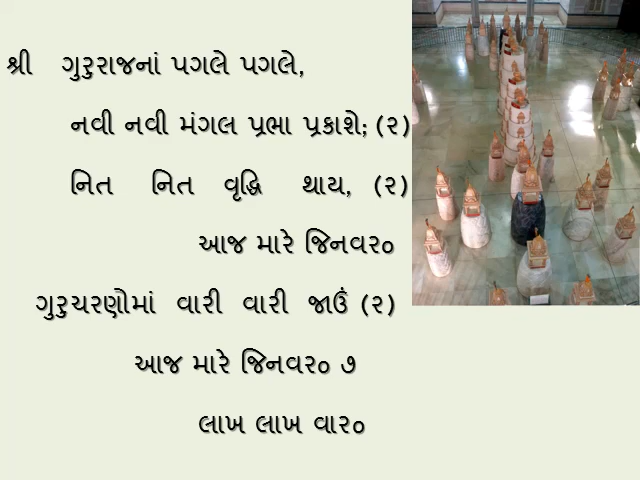 શ્રી ગુરુરાજનાં પગલે પગલે,
નવી નવી મંગલ પ્રભા પ્રકાશે; (૨)
નિત નિત વૃદ્ધિ થાય, (૨)
આજ મારે જિનવર૦
ગુરુચરણોમાં વારી વારી જાઉં (૨)
આજ મારે જિનવર૦ ૭
લાખ લાખ વાર૦